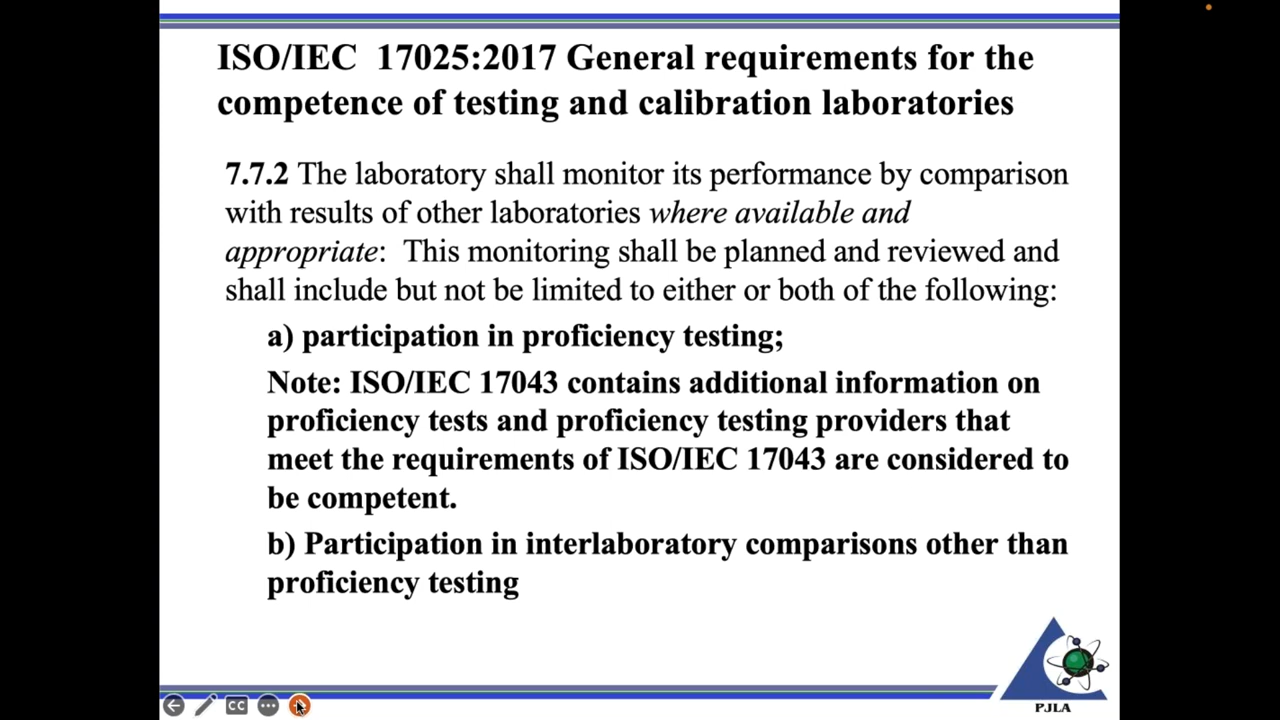 ISO/IEC 17025:2017 General requirements for the
competence of testing and calibration laboratories
7.7.2 The laboratory shall monitor its performance by comparison
with results of other laboratories where available and
appropriate: This monitoring shall be planned and reviewed and
shall include but not be limited to either or both of the following:
a) participation in proficiency testing;
Note: ISO/IEC 17043 contains additional information on
proficiency tests and proficiency testing providers that
meet the requirements of ISO/IEC 17043 are considered to
be competent.
b) Participation in interlaboratory comparisons other than
proficiency testing
CC
PJLA